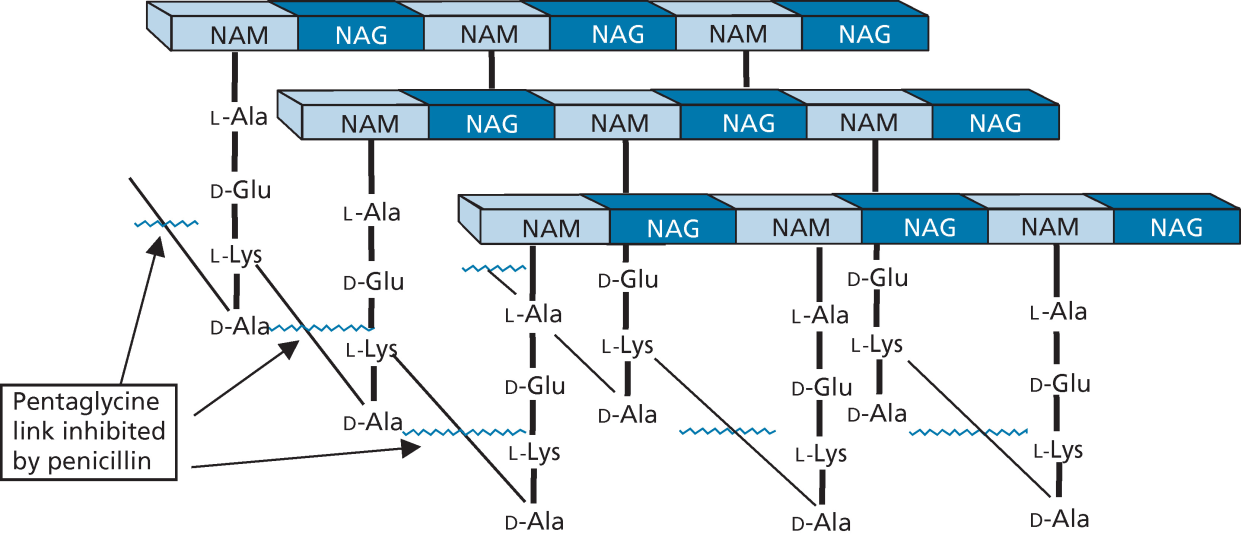 NAM NAG NAM NAG NAM NAG
NAM NAG NAM NAG NAM NAG
NAM NAG NAM NAG NAM NAG
L-Ala
D-Glu
L-Lys
D-Ala
L-Ala
D-Glu
L-Lys
D-Ala
L-Ala
D-Glu
L-Lys
D-Ala
D-Glu
L-Lys
D-Ala
L-Ala
D-Glu
L-Lys
D-Ala
D-Glu
L-Lys
D-Ala
L-Ala
D-Glu
L-Lys
D-Ala
Pentaglycine
link inhibited
by penicillin